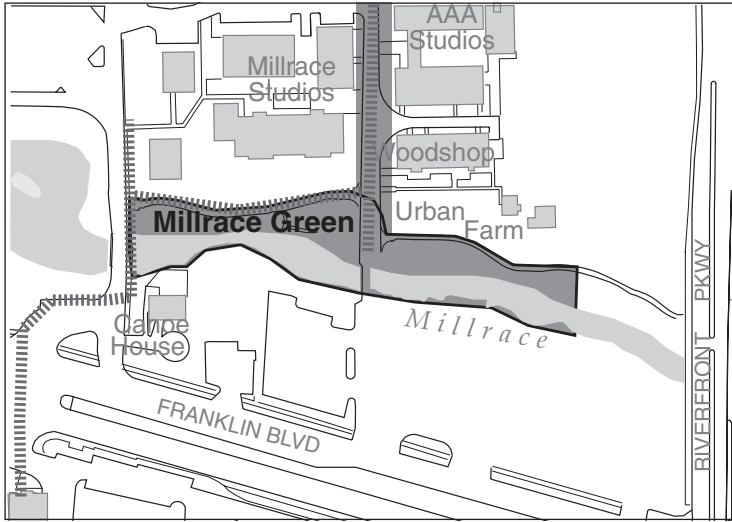 AAA
Studios
Millrace
Studios
Woodshop
Urban
Farm
Millrace Green
Canoe
House
Millrace
FRANKLIN BLVD
RIVERFRONT PKWY